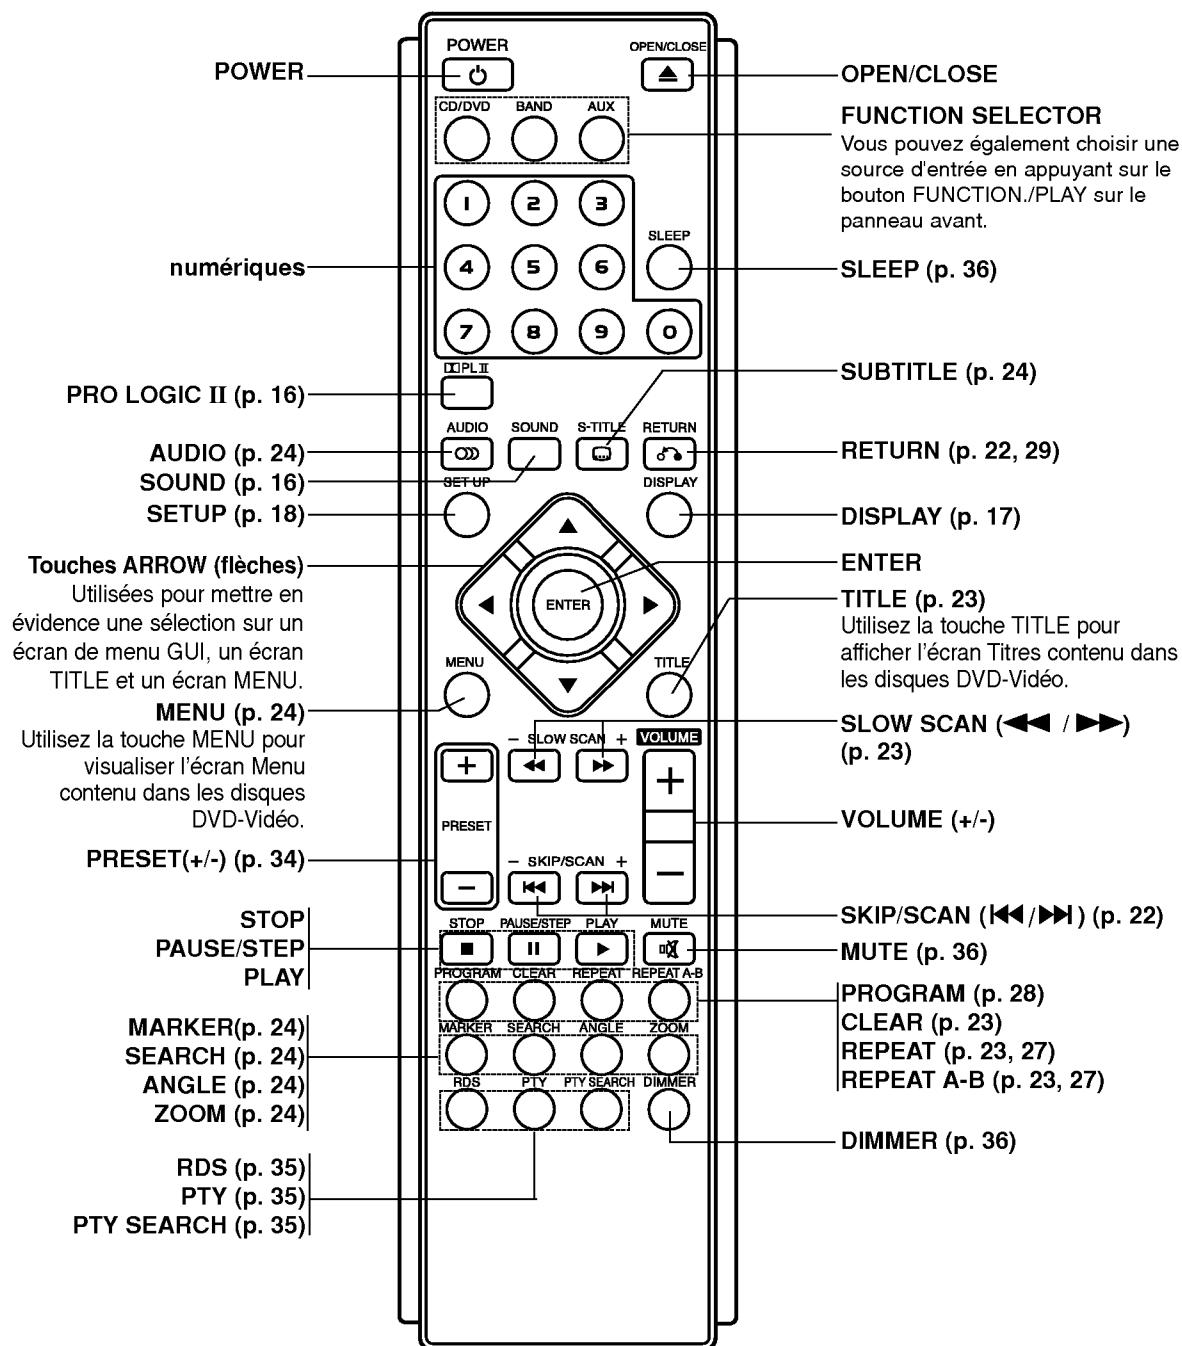 POWER
numériques
PRO LOGIC II (p. 16)
AUDIO (p. 24)
SOUND (p. 16)
SETUP (p. 18)
Touches ARROW (flèches)
Utilisées pour mettre en
évidence une sélection sur un
écran de menu GUI, un écran
TITLE et un écran MENU.
MENU (p. 24)
Utilisez la touche MENU pour
visualiser l'écran Menu
contenu dans les disques
DVD-Vidéo.
PRESET(+/-) (p. 34)
STOP
PAUSE/STEP
PLAY
MARKER(p. 24)
SEARCH (p. 24)
ANGLE (p. 24)
ZOOM (p. 24)
RDS (p. 35)
PTY (p. 35)
PTY SEARCH (p. 35)
POWER OPEN/CLOSE
CD/DVD BAND AUX
1 2 3
SLEEP
4 5 6
7 8 9 0
PL II
AUDIO SOUND S-TITLE RETURN
SET UP DISPLAY
ENTER
MENU TITLE
- SLOW SCAN + VOLUME
+ +
PRESET
- SKIP/SCAN +
- -
STOP PAUSE/STEP PLAY MUTE
PROGRAM CLEAR REPEAT REPEAT A-B
MARKER SEARCH ANGLE ZOOM
RDS PTY PTY SEARCH DIMMER
OPEN/CLOSE
FUNCTION SELECTOR
Vous pouvez également choisir une
source d'entrée en appuyant sur le
bouton FUNCTION./PLAY sur le
panneau avant.
SLEEP (p. 36)
SUBTITLE (p. 24)
RETURN (p. 22, 29)
DISPLAY (p. 17)
ENTER
TITLE (p. 23)
Utilisez la touche TITLE pour
afficher l'écran Titres contenu dans
les disques DVD-Vidéo.
SLOW SCAN (◀◀ / ▶▶)
(p. 23)
VOLUME (+/-)
SKIP/SCAN (|◀◀ / ▶▶|) (p. 22)
MUTE (p. 36)
PROGRAM (p. 28)
CLEAR (p. 23)
REPEAT (p. 23, 27)
REPEAT A-B (p. 23, 27)
DIMMER (p. 36)